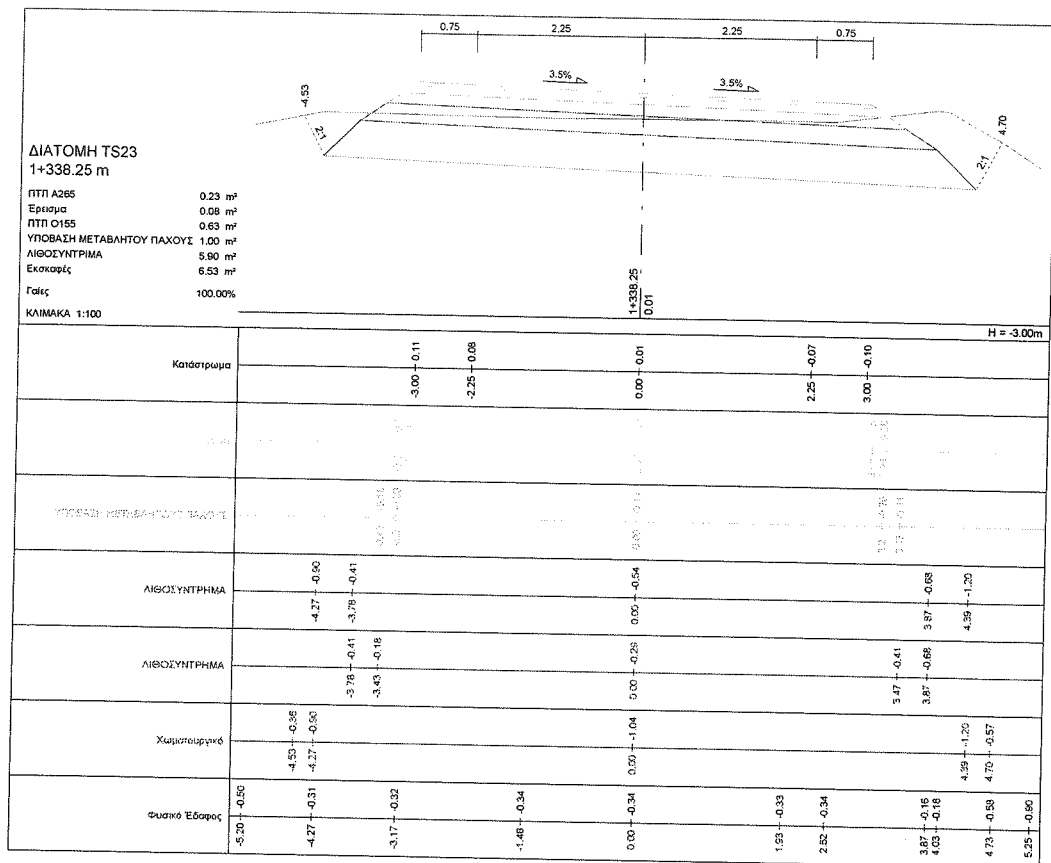 0.75 2.25 2.25 0.75
3.5% 3.5%
-4.53 4.70
2:1 2:1
ΔΙΑΤΟΜΗ TS23
1+338.25 m
ΠΤΠ Α265 0.23 m²
Έρεισμα 0.08 m²
ΠΤΠ Ο155 0.63 m²
ΥΠΟΒΑΣΗ ΜΕΤΑΒΛΗΤΟΥ ΠΑΧΟΥΣ 1.00 m²
ΛΙΘΟΣΥΝΤΡΙΜΑ 5.90 m²
Εκσκαφές 6.53 m²
Γαίες 100.00%
ΚΛΙΜΑΚΑ 1:100
1+338.25
0.01
H = -3.00m
Κατάστρωμα
0.11 0.08 0.01 -0.07 -0.10
-3.00 -2.25 0.00 2.25 3.00
ΛΙΘΟΣΥΝΤΡΗΜΑ
-0.90 -0.41 -0.54 -0.68 -1.20
-4.27 -3.78 0.00 3.87 4.39
ΛΙΘΟΣΥΝΤΡΗΜΑ
-0.41 -0.18 -0.29 -0.41 -0.68
-3.78 -3.43 0.00 3.47 3.87
Χωματουργικό
-0.36 -0.90 -1.04 -1.20 -0.57
-4.53 -4.27 0.00 4.39 4.70
Φυσικό Έδαφος
-0.50 -0.31 -0.32 -0.34 -0.34 -0.33 -0.34 -0.16 -0.18 -0.58 -0.90
-5.20 -4.27 -3.17 -1.48 0.00 1.93 2.52 3.87 4.03 4.73 5.25